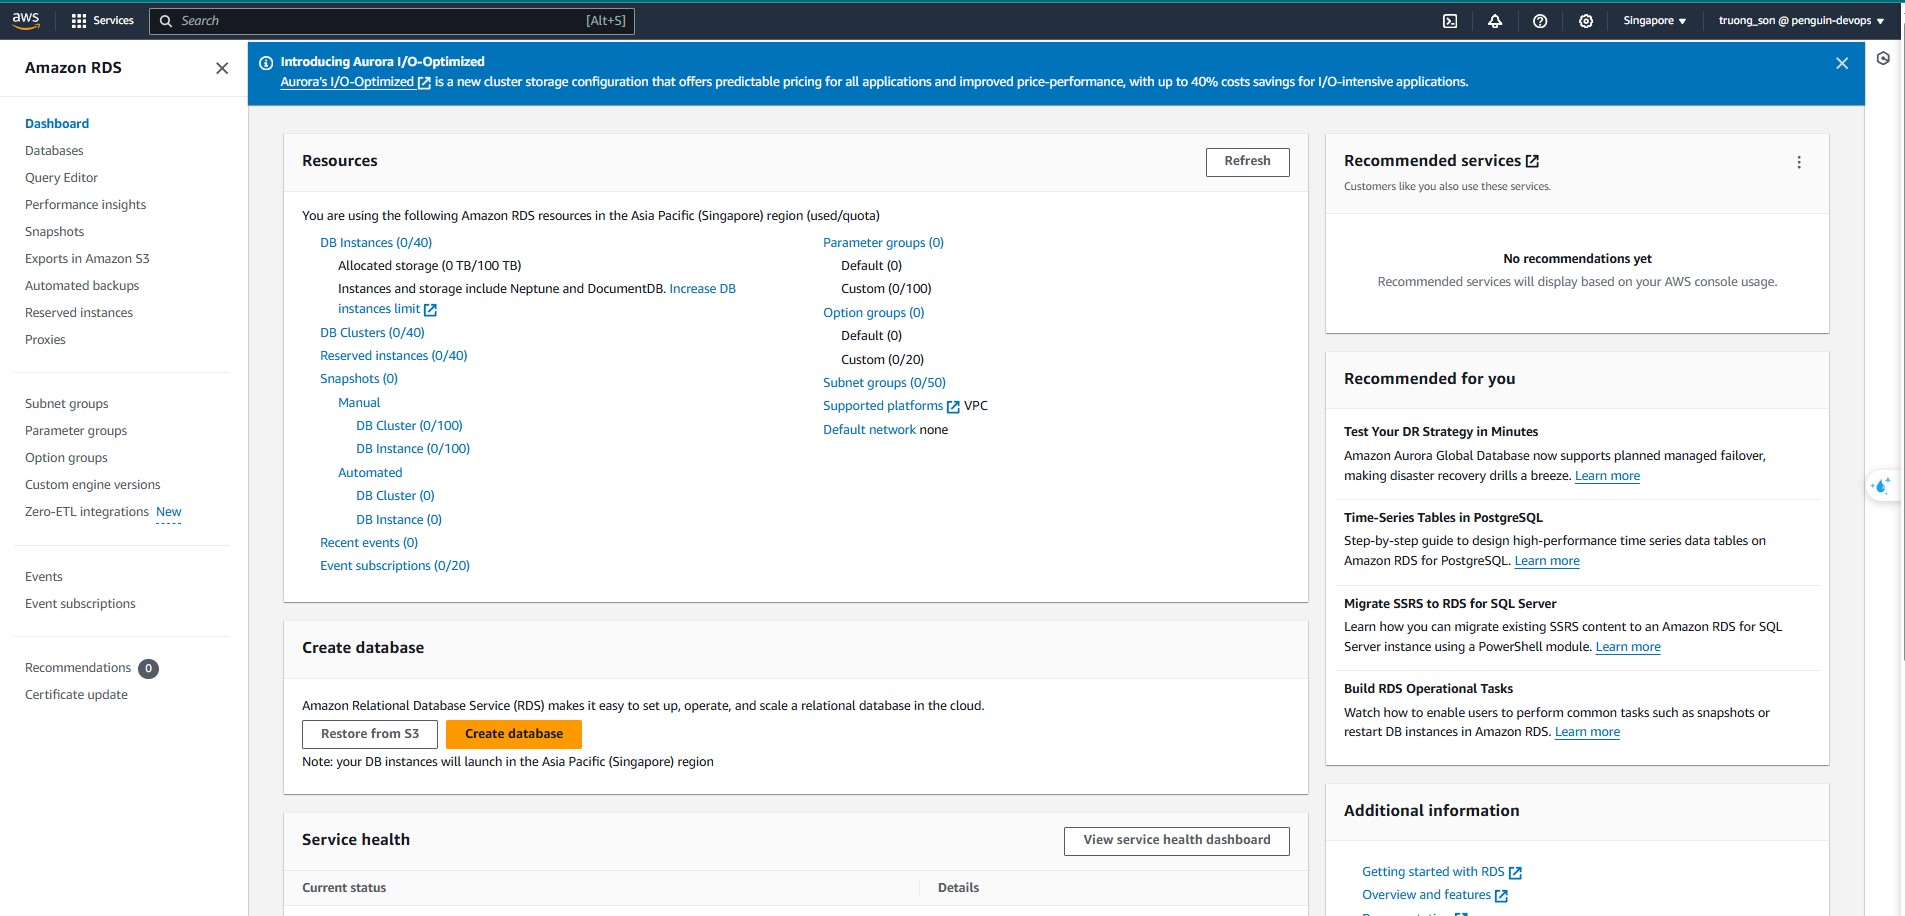 aws
Services
Search
[Alt+S]
Singapore
truong_son @ penguin-devops
Amazon RDS
Dashboard
Databases
Query Editor
Performance insights
Snapshots
Exports in Amazon S3
Automated backups
Reserved instances
Proxies
Subnet groups
Parameter groups
Option groups
Custom engine versions
Zero-ETL integrations New
Events
Event subscriptions
Recommendations 0
Certificate update
Introducing Aurora I/O-Optimized
Aurora's I/O-Optimized is a new cluster storage configuration that offers predictable pricing for all applications and improved price-performance, with up to 40% costs savings for I/O-intensive applications.
Resources
Refresh
You are using the following Amazon RDS resources in the Asia Pacific (Singapore) region (used/quota)
DB Instances (0/40)
Allocated storage (0 TB/100 TB)
Instances and storage include Neptune and DocumentDB. Increase DB
instances limit
DB Clusters (0/40)
Reserved instances (0/40)
Snapshots (0)
Manual
DB Cluster (0/100)
DB Instance (0/100)
Automated
DB Cluster (0)
DB Instance (0)
Recent events (0)
Event subscriptions (0/20)
Parameter groups (0)
Default (0)
Custom (0/100)
Option groups (0)
Default (0)
Custom (0/20)
Subnet groups (0/50)
Supported platforms VPC
Default network none
Create database
Amazon Relational Database Service (RDS) makes it easy to set up, operate, and scale a relational database in the cloud.
Restore from S3
Create database
Note: your DB instances will launch in the Asia Pacific (Singapore) region
Service health
View service health dashboard
Current status
Details
Recommended services
Customers like you also use these services.
No recommendations yet
Recommended services will display based on your AWS console usage.
Recommended for you
Test Your DR Strategy in Minutes
Amazon Aurora Global Database now supports planned managed failover,
making disaster recovery drills a breeze. Learn more
Time-Series Tables in PostgreSQL
Step-by-step guide to design high-performance time series data tables on
Amazon RDS for PostgreSQL. Learn more
Migrate SSRS to RDS for SQL Server
Learn how you can migrate existing SSRS content to an Amazon RDS for SQL
Server instance using a PowerShell module. Learn more
Build RDS Operational Tasks
Watch how to enable users to perform common tasks such as snapshots or
restart DB instances in Amazon RDS. Learn more
Additional information
Getting started with RDS
Overview and features